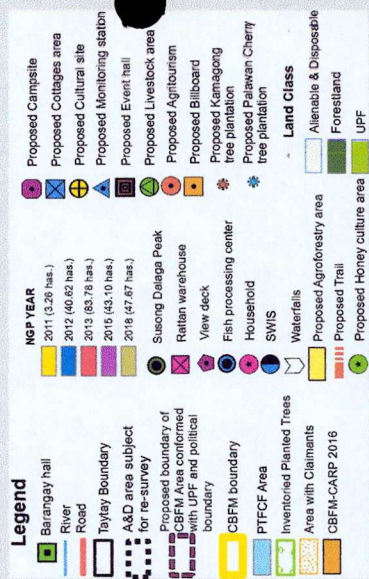 Legend
Barangay hall
River
Road
Taytay Boundary
A&D area subject
for re-survey
Proposed boundary of
CBFM Area conformed
with UPF and political
boundary
CBFM boundary
PTFCF Area
Inventoried Planted Trees
Area with Claimants
CBFM-CARP 2016
NGP YEAR
2011 (3.26 has.)
2012 (40.62 has.)
2013 (83.78 has.)
2015 (43.10 has.)
2016 (47.67 has.)
Susong Dalaga Peak
Rattan warehouse
View deck
Fish processing center
Household
SWIS
Waterfalls
Proposed Agroforestry area
Proposed Trail
Proposed Honey culture area
Proposed Campsite
Proposed Cottages area
Proposed Cultural site
Proposed Monitoring station
Proposed Event hall
Proposed Livestock area
Proposed Agritourism
Proposed Billboard
Proposed Kamagong
tree plantation
Proposed Palawan Cherry
tree plantation
Land Class
Alienable & Disposable
Forestland
UPF